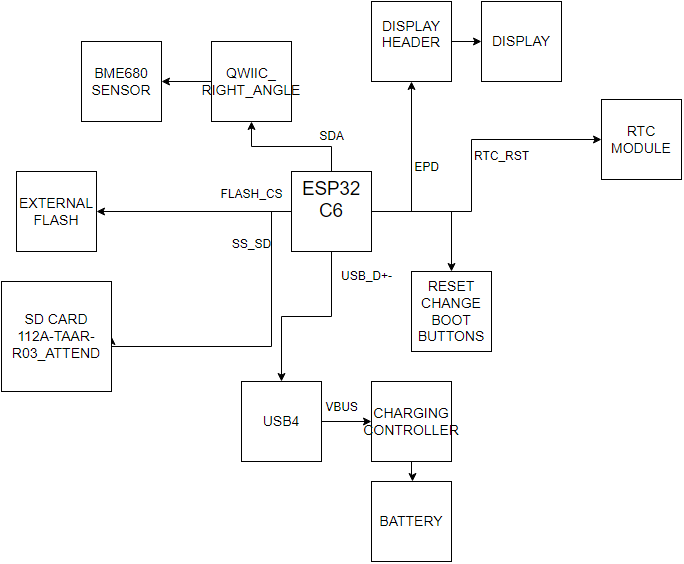 DISPLAY
HEADER
DISPLAY
BME680
SENSOR
QWIIC_
RIGHT_ANGLE
SDA
EPD
RTC_RST
RTC
MODULE
ESP32
C6
FLASH_CS
EXTERNAL
FLASH
SS_SD
USB_D+-
RESET
CHANGE
BOOT
BUTTONS
SD CARD
112A-TAAR-
R03_ATTEND
USB4
VBUS
CHARGING
CONTROLLER
BATTERY